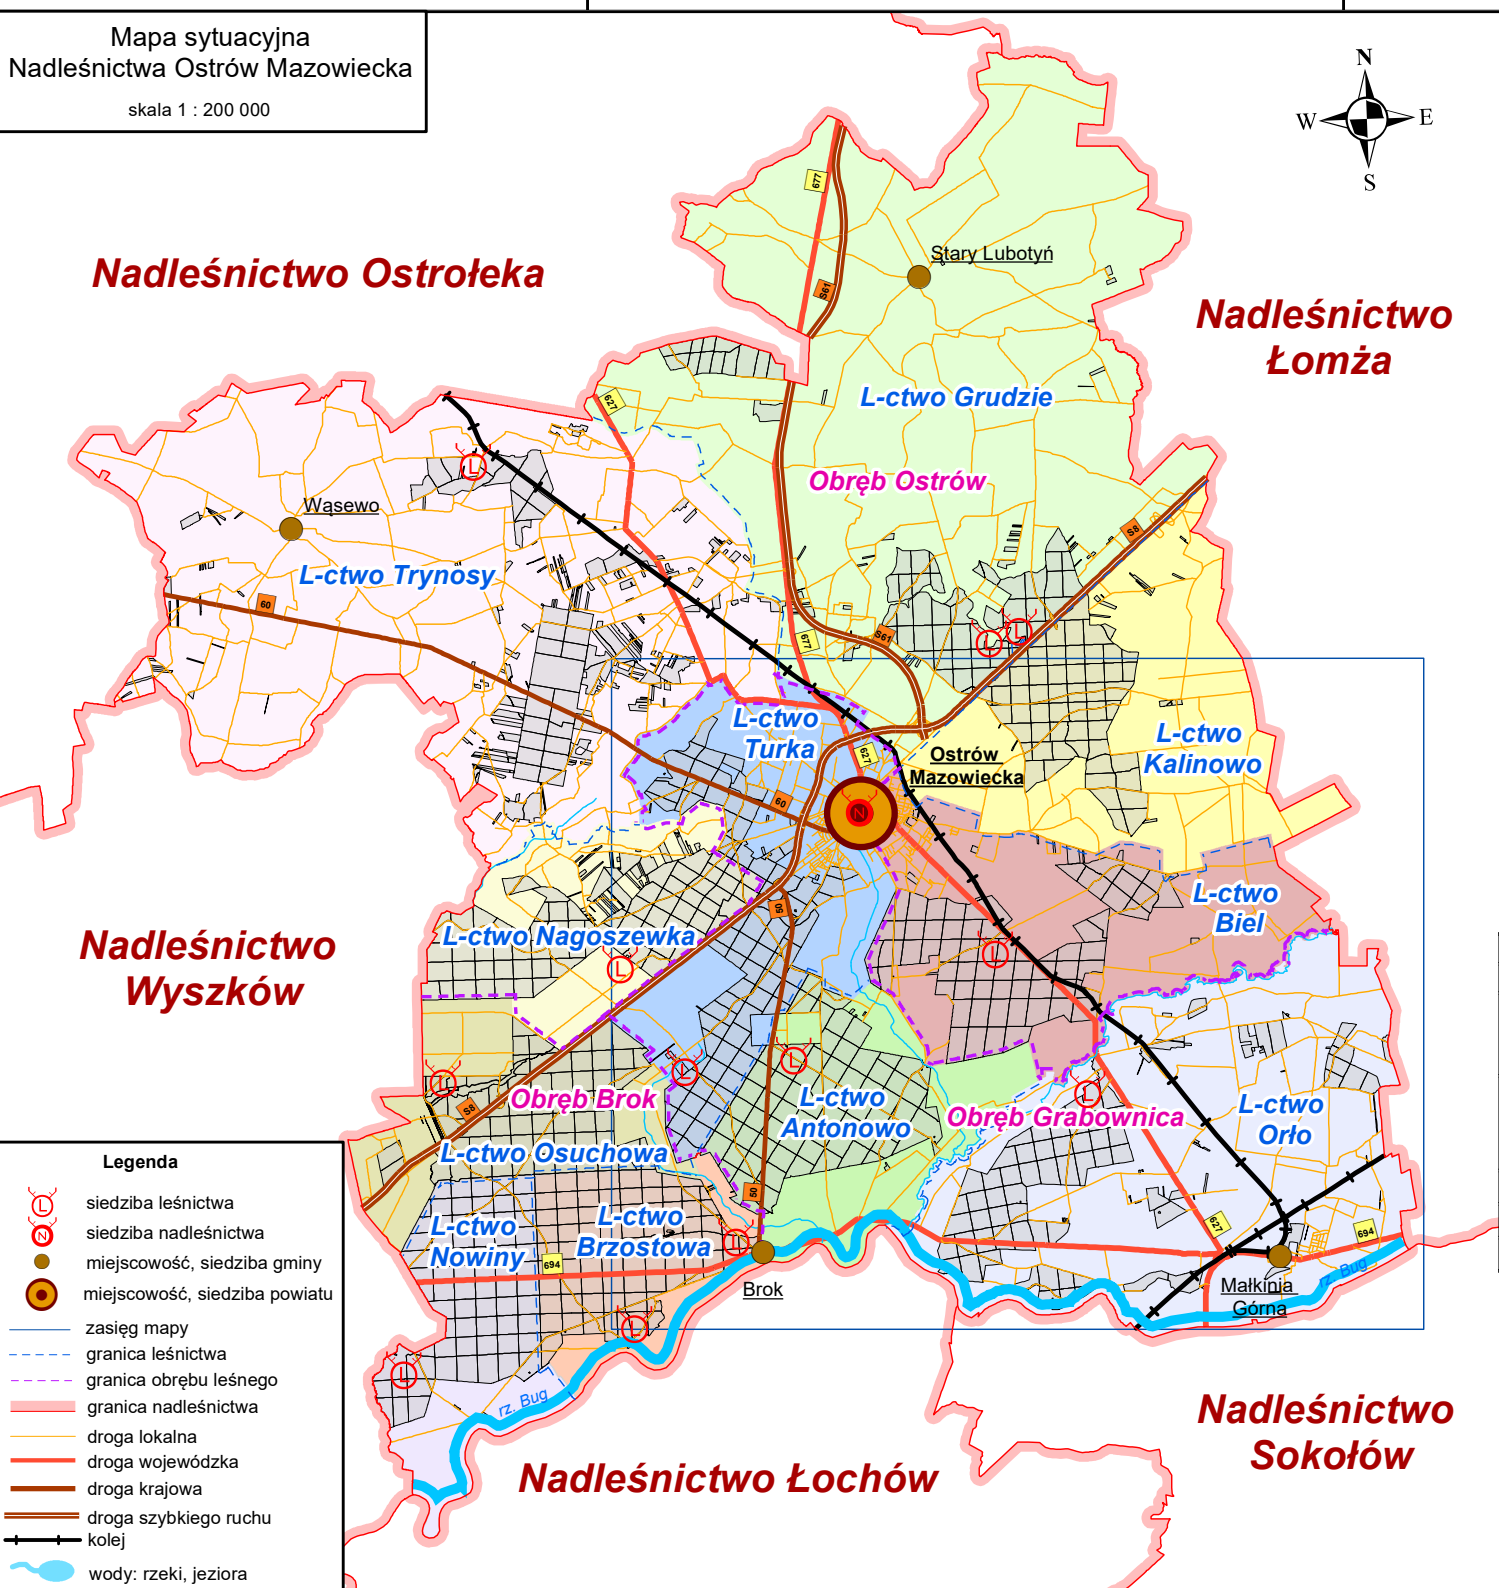 Mapa sytuacyjna
Nadleśnictwa Ostrów Mazowiecka
skala 1 : 200 000
N
W
E
S
677
Stary Lubotyń
Nadleśnictwo Ostrołeka
S61
Nadleśnictwo
Łomża
627
L-ctwo Grudzie
Obręb Ostrów
L
Wąsewo
S8
L-ctwo Trynosy
60
L
L
677
S61
L-ctwo
Turka
L-ctwo
Kalinowo
627
Ostrów
Mazowiecka
60
N
L-ctwo
Biel
50
L-ctwo Nagoszewka
L
L
Nadleśnictwo
Wyszków
L
L
L
L
Obręb Brok
S8
L-ctwo
Antonowo
Obręb Grabownica
L-ctwo
Orło
L-ctwo Osuchowa
50
L-ctwo
Nowiny
L-ctwo
Brzostowa
L
694
627
694
Brok
Małkinia
Górna
rz. Bug
L
L
rz. Bug
Nadleśnictwo
Sokołów
Nadleśnictwo Łochów
Legenda
L
siedziba leśnictwa
N
siedziba nadleśnictwa
miejscowość, siedziba gminy
miejscowość, siedziba powiatu
zasięg mapy
granica leśnictwa
granica obrębu leśnego
granica nadleśnictwa
droga lokalna
droga wojewódzka
droga krajowa
droga szybkiego ruchu
kolej
wody: rzeki, jeziora